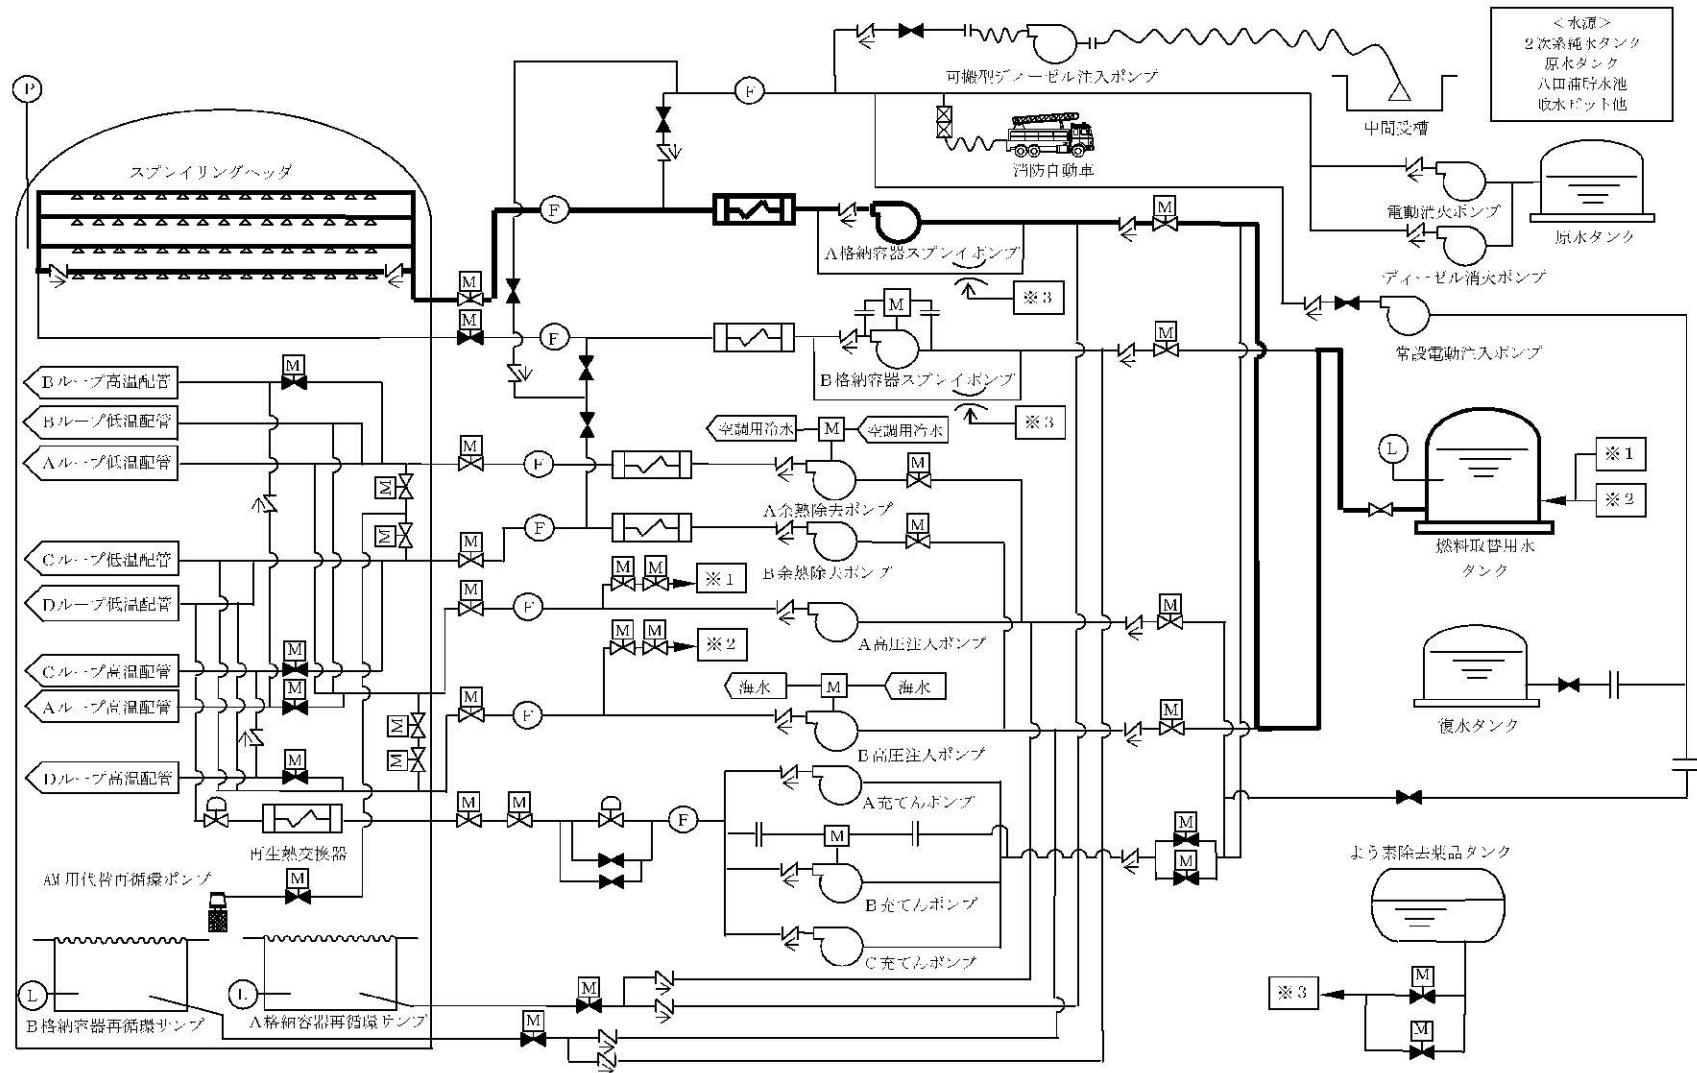 <水源>
2次系純水タンク
原水タンク
八田浦貯水池
取水ピット他
P
可搬型ディーゼル注入ポンプ
F
中間受槽
消防自動車
スプレイリングヘッダ
F
M
電動消火ポンプ
原水タンク
A格納容器スプレイポンプ
ディーゼル消火ポンプ
M
※3
M
M
F
M
常設電動注入ポンプ
Bループ高温配管
M
B格納容器スプレイポンプ
※3
Bループ低温配管
空調用冷水
M
空調用冷水
Aループ低温配管
M
F
M
L
※1
M
※2
A余熱除去ポンプ
M
M
F
M
燃料取替用水
タンク
Cループ低温配管
B余熱除去ポンプ
M
M
※1
Dループ低温配管
M
F
M
A高圧注入ポンプ
M
M
※2
Cループ高温配管
M
海水
M
海水
Aループ高温配管
M
M
F
M
復水タンク
M
B高圧注入ポンプ
M
Dループ高温配管
M
A充てんポンプ
M
M
F
M
M
再生熱交換器
よう素除去薬品タンク
M
AM用代替再循環ポンプ
M
B充てんポンプ
C充てんポンプ
L
L
M
※3
M
B格納容器再循環サンプ
A格納容器再循環サンプ
M
M